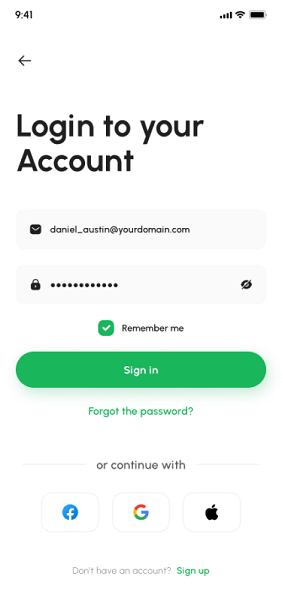 9:41
Login to your
Account
daniel_austin@yourdomain.com
••••••••••••
Remember me
Sign in
Forgot the password?
or continue with
Don't have an account? Sign up